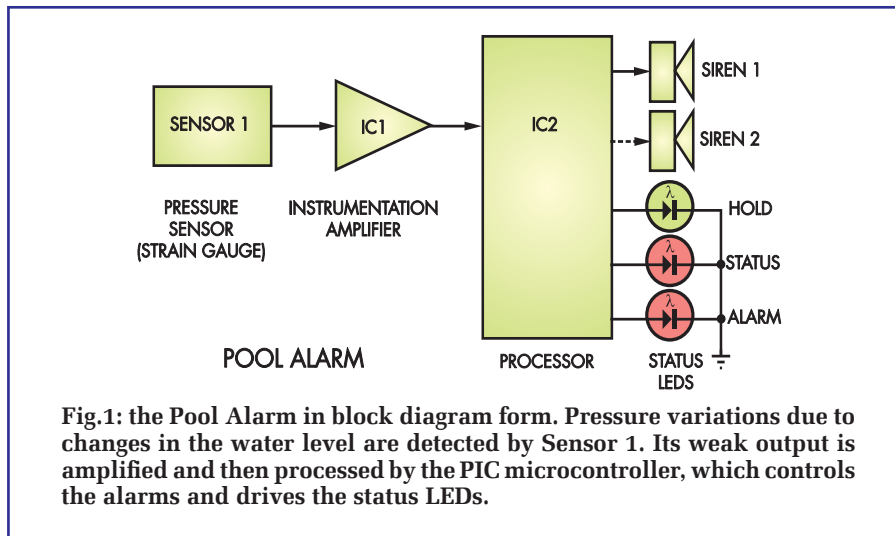 SENSOR 1
IC1
IC2
SIREN 1
SIREN 2
λ
HOLD
λ
STATUS
λ
ALARM
PRESSURE
SENSOR
(STRAIN GAUGE)
INSTRUMENTATION
AMPLIFIER
POOL ALARM
PROCESSOR
STATUS
LEDS
Fig.1: the Pool Alarm in block diagram form. Pressure variations due to
changes in the water level are detected by Sensor 1. Its weak output is
amplified and then processed by the PIC microcontroller, which controls
the alarms and drives the status LEDs.